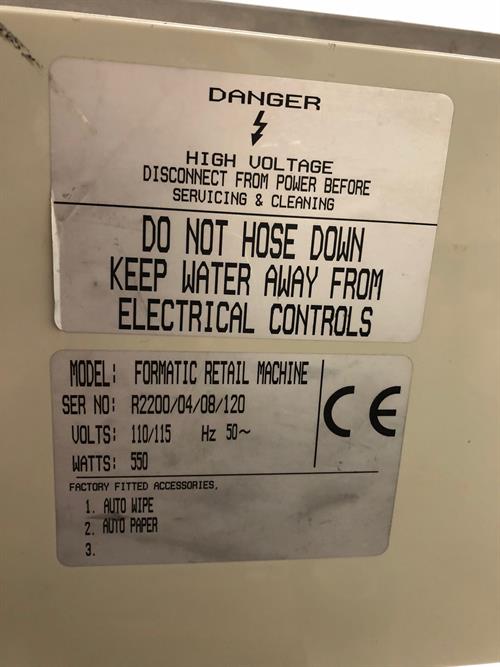 DANGER
HIGH VOLTAGE
DISCONNECT FROM POWER BEFORE
SERVICING & CLEANING
DO NOT HOSE DOWN
KEEP WATER AWAY FROM
ELECTRICAL CONTROLS
MODEL: FORMATIC RETAIL MACHINE
SER NO: R2200/04/08/120
VOLTS: 110/115 Hz 50~
WATTS: 550
CE
FACTORY FITTED ACCESSORIES,
1. AUTO WIPE
2. AUTO PAPER
3.